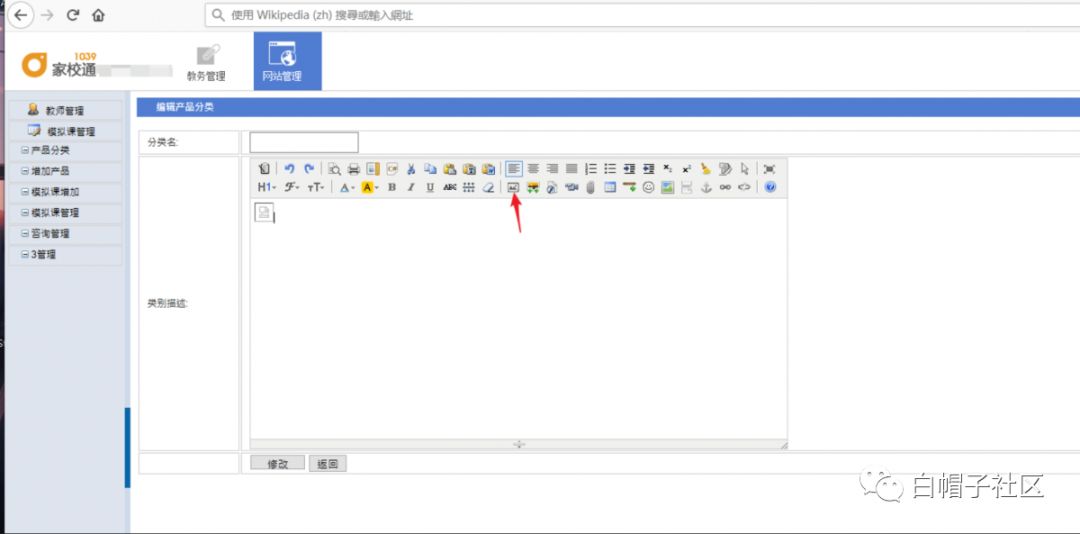 使用 Wikipedia (zh) 搜尋或輸入網址
1039
家校通
教务管理
网站管理
教师管理
模拟课管理
产品分类
增加产品
模拟课增加
模拟课管理
咨询管理
3管理
编辑产品分类
分类名:
H1 F TT A A B I U ABC
类别描述:
修改 返回
白帽子社区